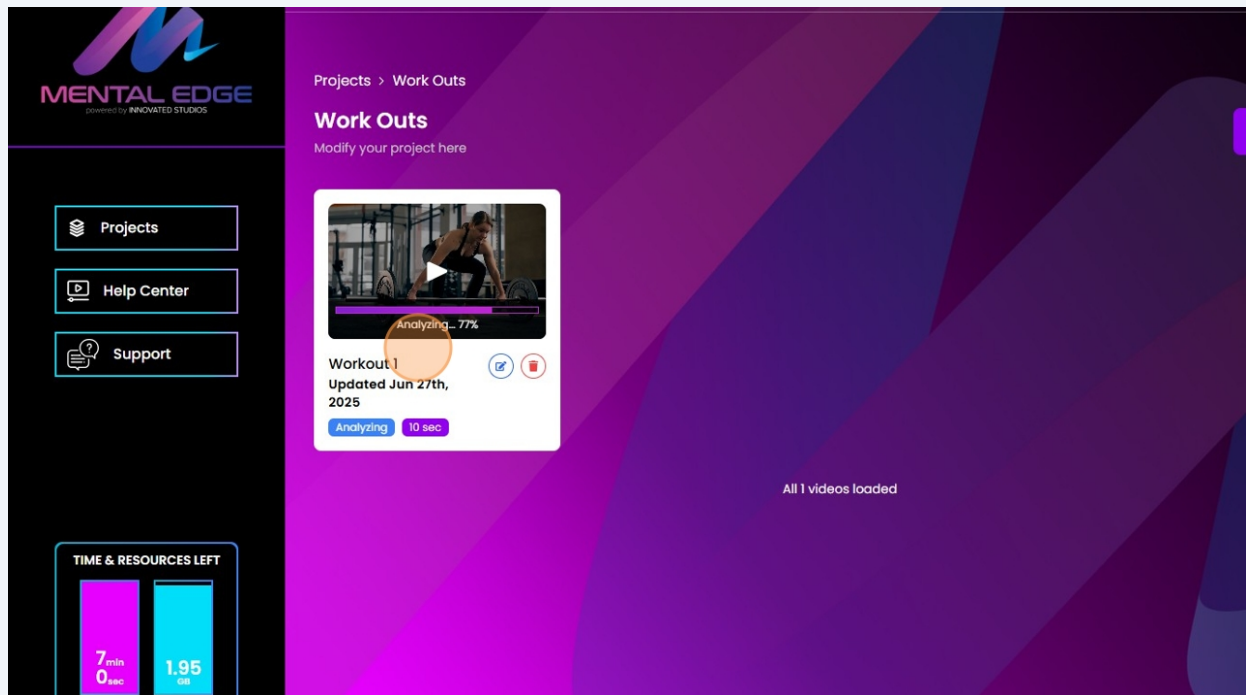 MENTAL EDGE
powered by INNOVATED STUDIOS
Projects
Help Center
Support
TIME & RESOURCES LEFT
7min
0sec
1.95
GB
Projects > Work Outs
Work Outs
Modify your project here
Analyzing... 77%
Workout 1
Updated Jun 27th,
2025
Analyzing
10 sec
All 1 videos loaded